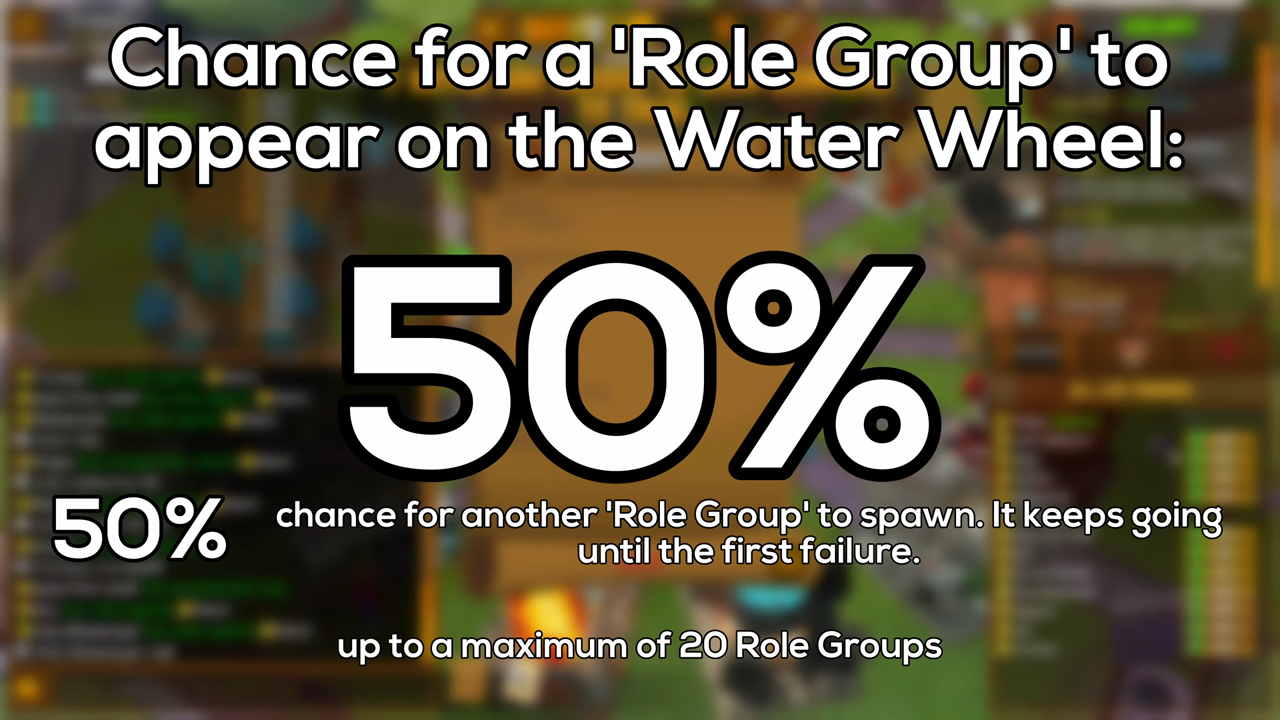 Chance for a 'Role Group' to
appear on the Water Wheel:
50%
50%
chance for another 'Role Group' to spawn. It keeps going
until the first failure.
up to a maximum of 20 Role Groups